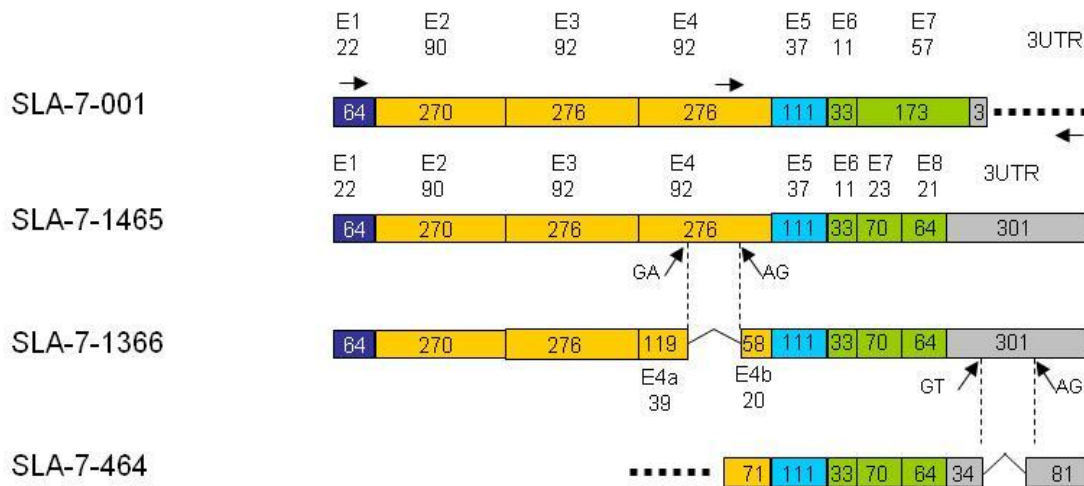 E1 E2 E3 E4 E5 E6 E7
22 90 92 92 37 11 57 3UTR
SLA-7-001 64 270 276 276 111 33 173 3
E1 E2 E3 E4 E5 E6 E7 E8 3UTR
22 90 92 92 37 11 23 21
SLA-7-1465 64 270 276 276 111 33 70 64 301
GA AG
SLA-7-1366 64 270 276 119 58 111 33 70 64 301
E4a E4b GT AG
39 20
SLA-7-464 71 111 33 70 64 34 81